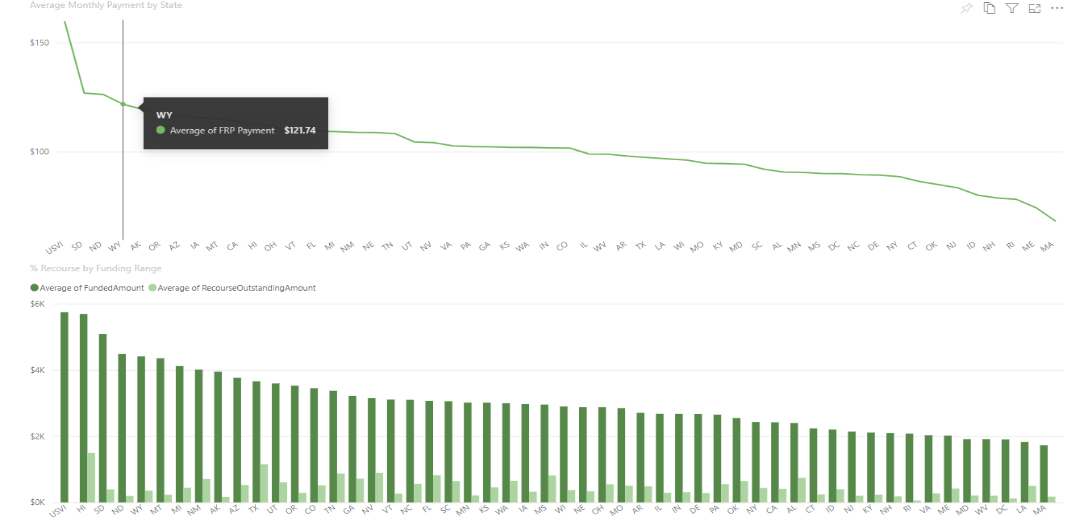 Average Monthly Payment by State
$150
$100
WY
Average of FRP Payment $121.74
USVI SD ND WY AK OR AZ IA MT CA HI OH VT FL MI NM NE TN UT NV VA PA GA KS WA IN CO IL WV AR TX LA WI MO KY MD SC AL MN MS DC NC DE NY CT OK NJ ID NH RI ME MA
% Recourse by Funding Range
Average of FundedAmount Average of RecourseOutstandingAmount
$6K
$4K
$2K
$0K
USVI HI SD ND WY MT MI NM AK AZ TX UT OR CO TN GA NV VT NC FL SC MN KS WA IA MS WI NE OH MO AR IL IN DE PA OK NY CA AL CT ID NJ KY NH RI VA ME MD WV DC LA MA